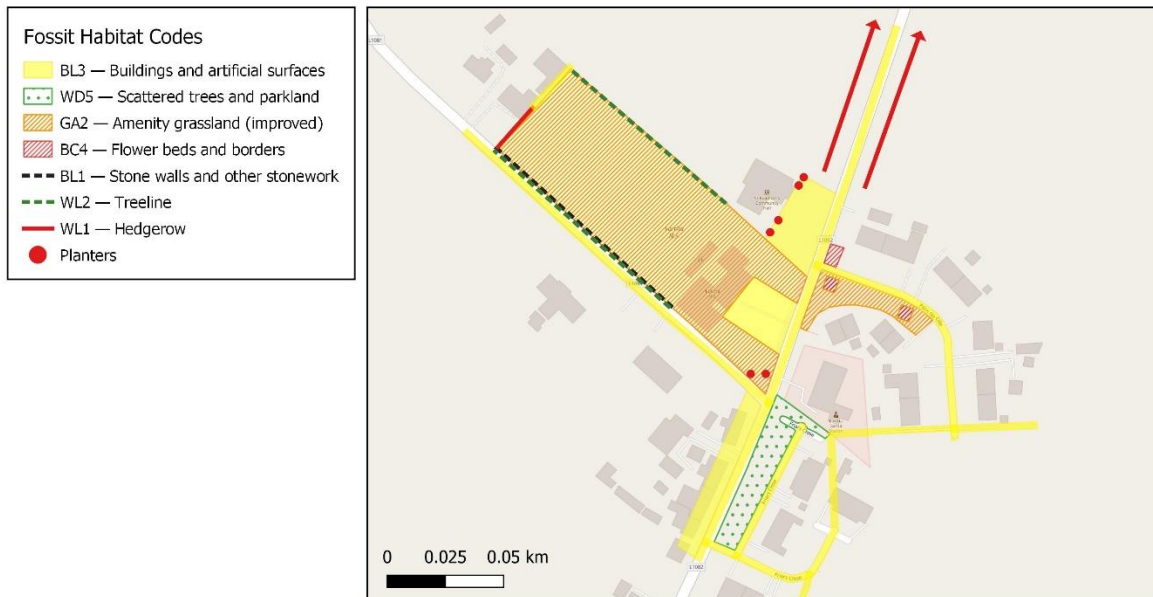 Fossit Habitat Codes
BL3 — Buildings and artificial surfaces
WD5 — Scattered trees and parkland
GA2 — Amenity grassland (improved)
BC4 — Flower beds and borders
BL1 — Stone walls and other stonework
WL2 — Treeline
WL1 — Hedgerow
Planters
L7081
L7082
0 0.025 0.05 km